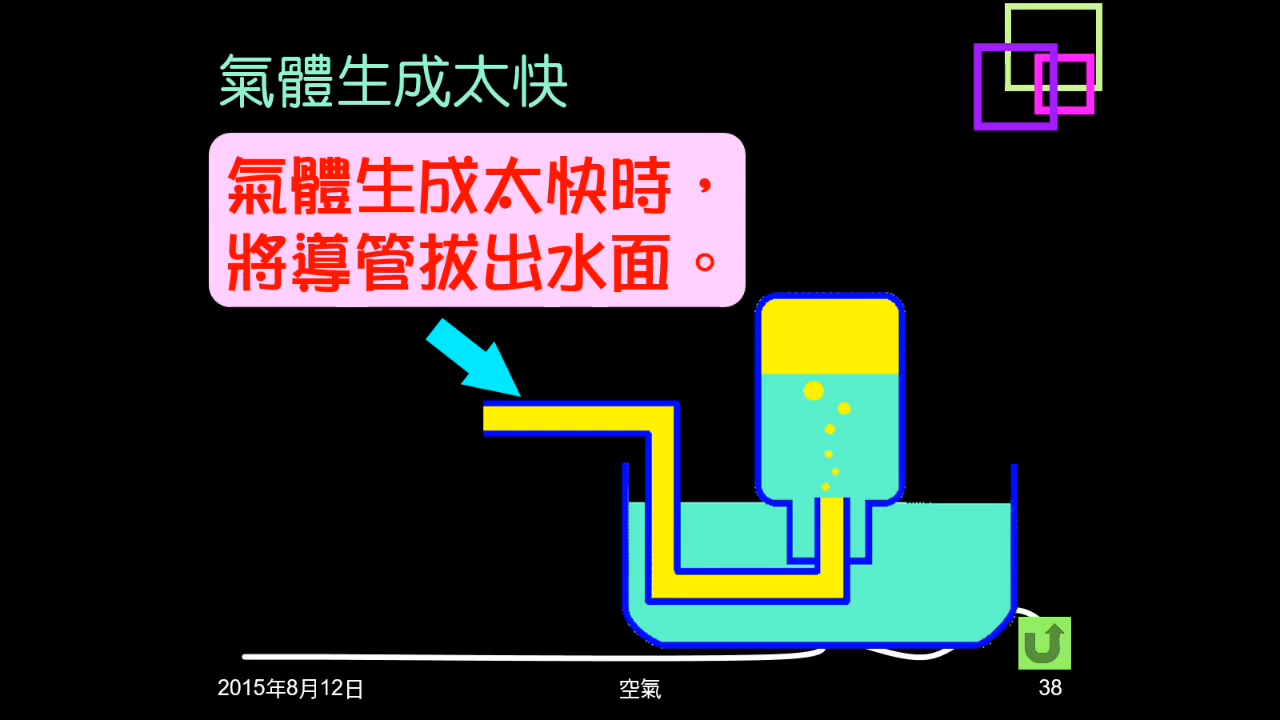 氣體生成太快
氣體生成太快時，
將導管拔出水面。
2015年8月12日
空氣
38